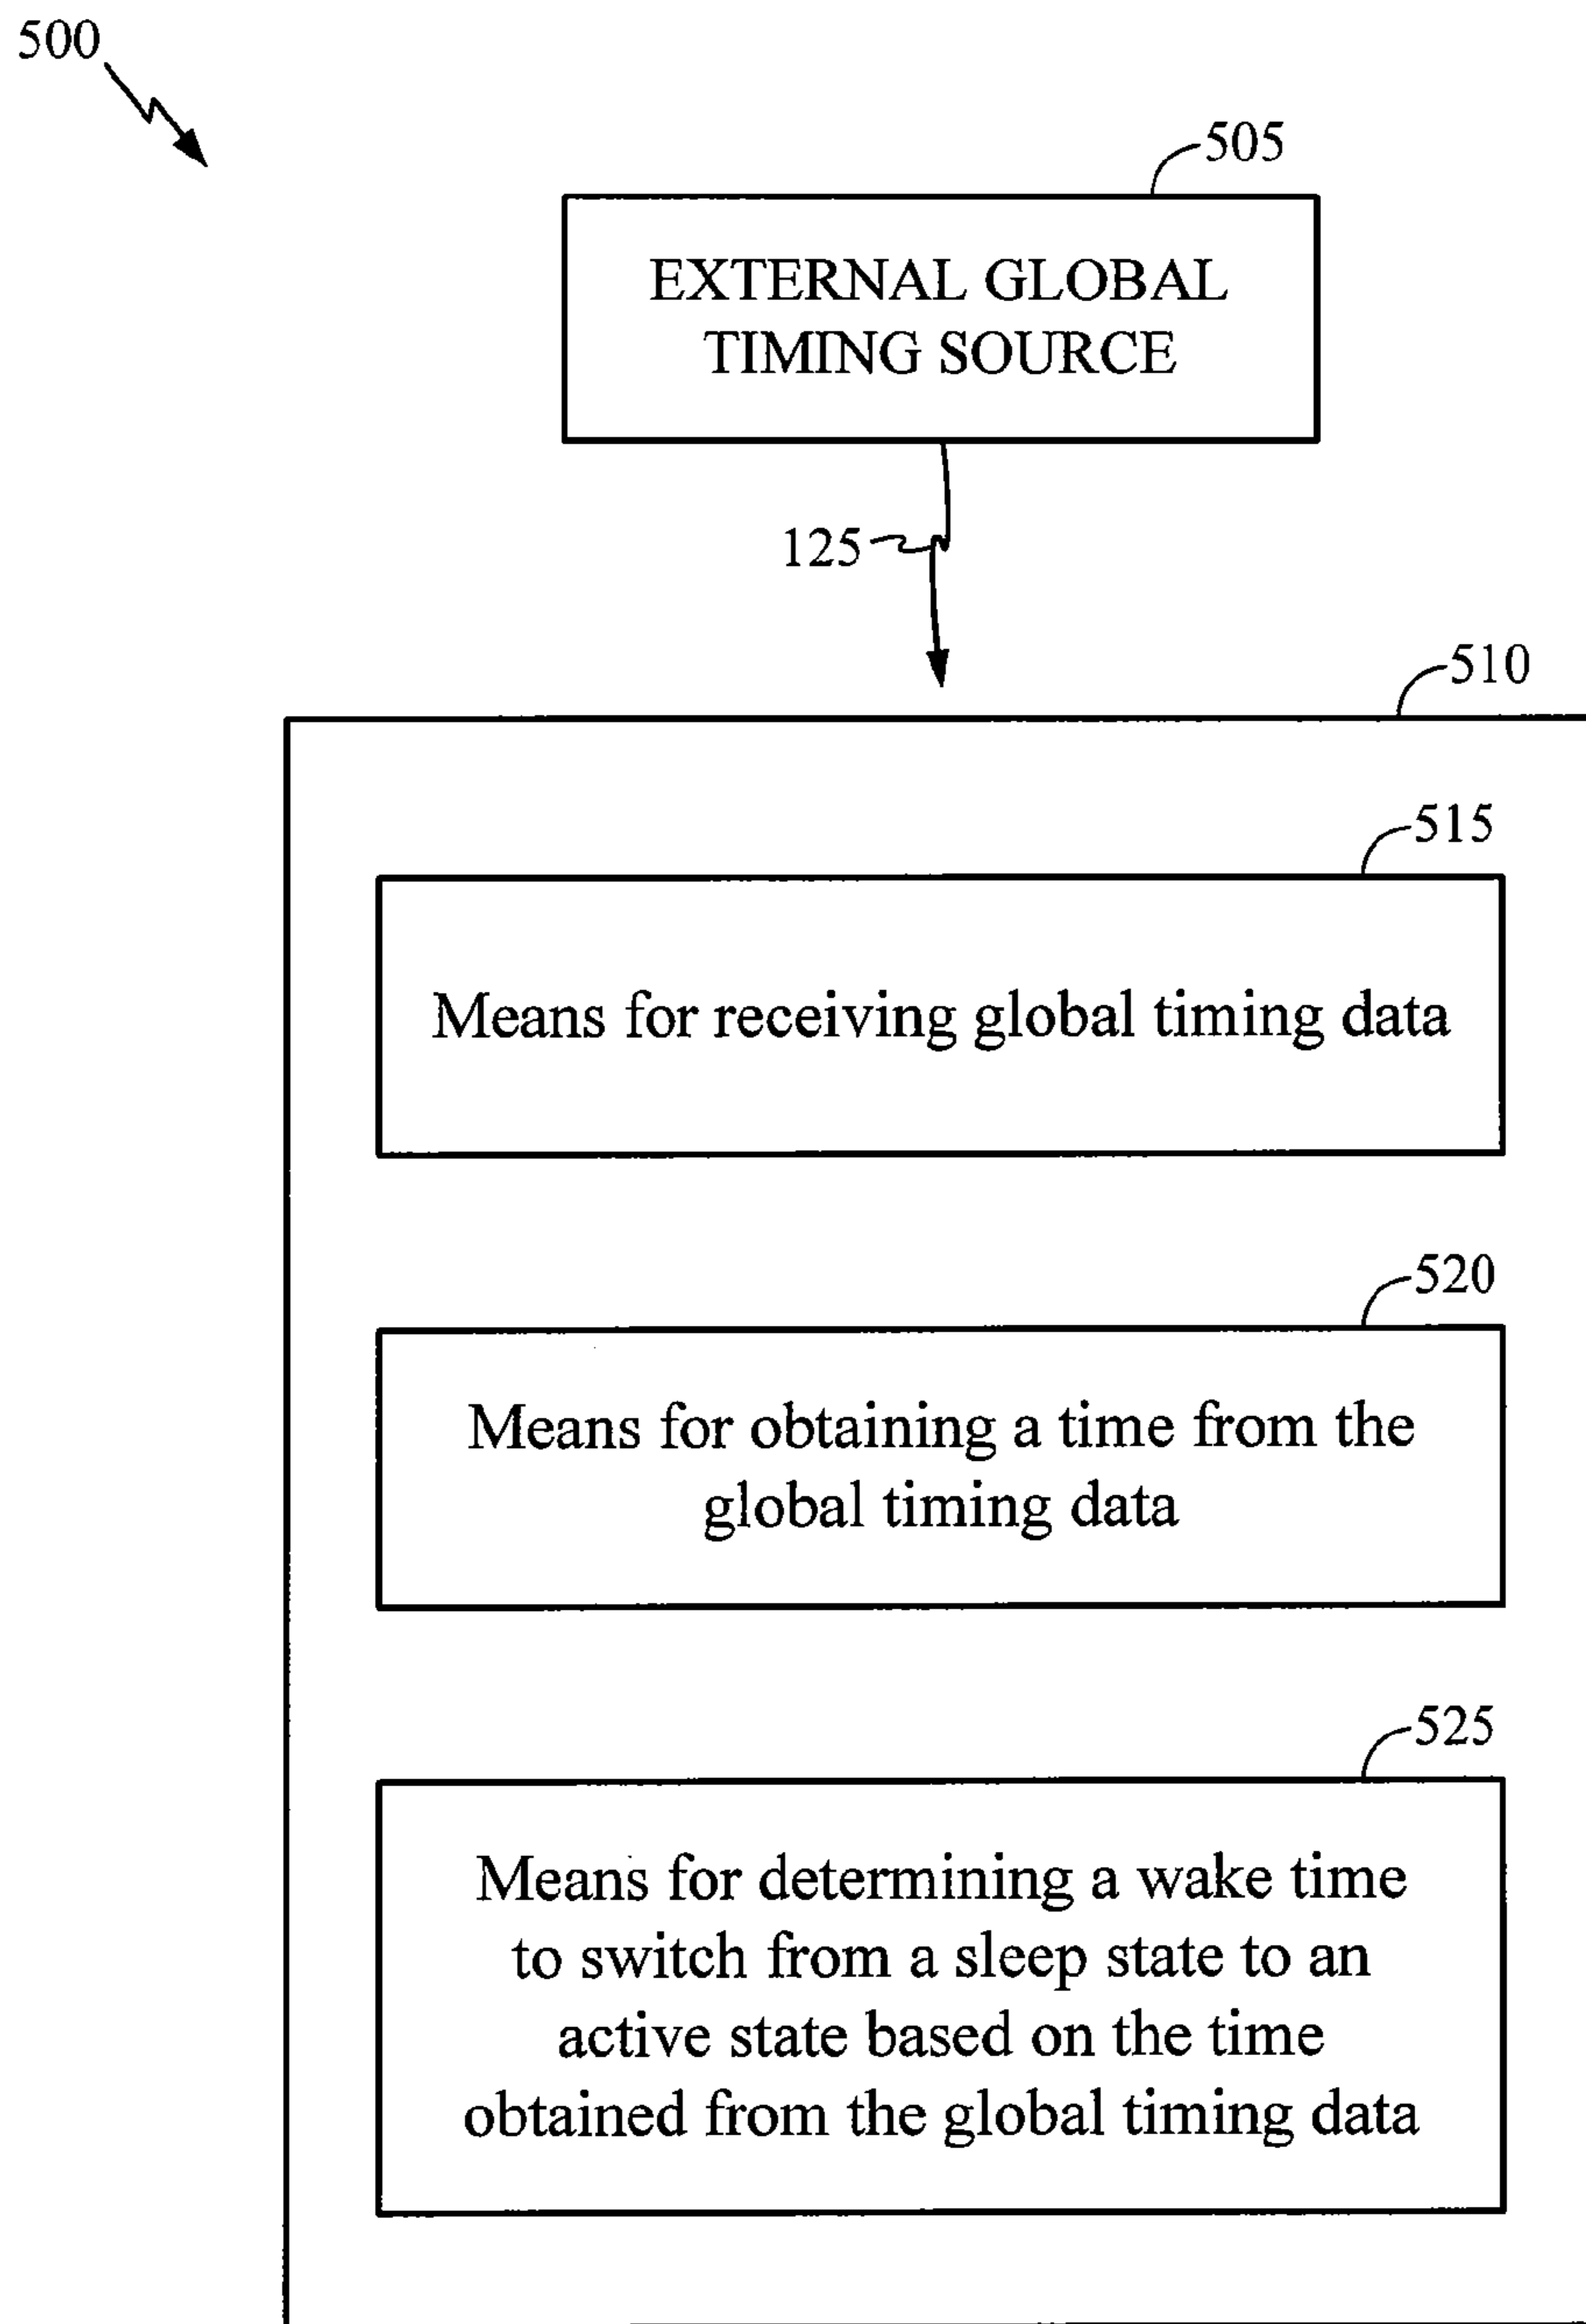 500
505
EXTERNAL GLOBAL
TIMING SOURCE
125
510
515
Means for receiving global timing data
520
Means for obtaining a time from the
global timing data
525
Means for determining a wake time
to switch from a sleep state to an
active state based on the time
obtained from the global timing data